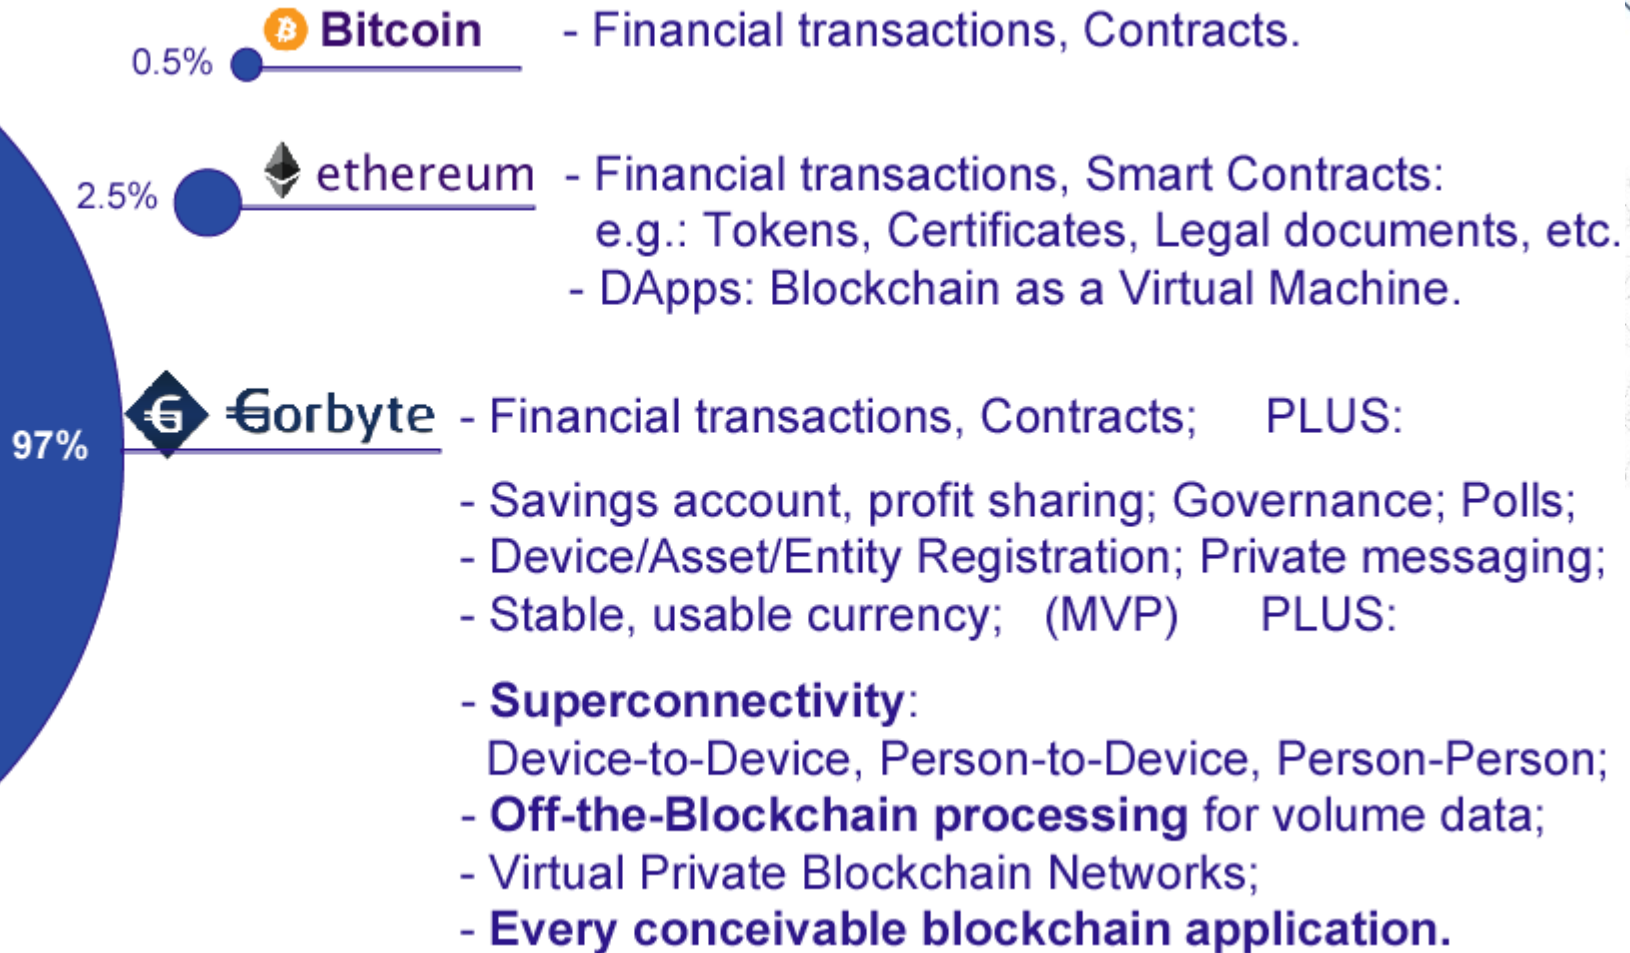 Bitcoin - Financial transactions, Contracts.
0.5%
ethereum - Financial transactions, Smart Contracts:
2.5%
e.g.: Tokens, Certificates, Legal documents, etc.
- DApps: Blockchain as a Virtual Machine.
Gorbyte - Financial transactions, Contracts; PLUS:
97%
- Savings account, profit sharing; Governance; Polls;
- Device/Asset/Entity Registration; Private messaging;
- Stable, usable currency; (MVP) PLUS:
- Superconnectivity:
Device-to-Device, Person-to-Device, Person-Person;
- Off-the-Blockchain processing for volume data;
- Virtual Private Blockchain Networks;
- Every conceivable blockchain application.